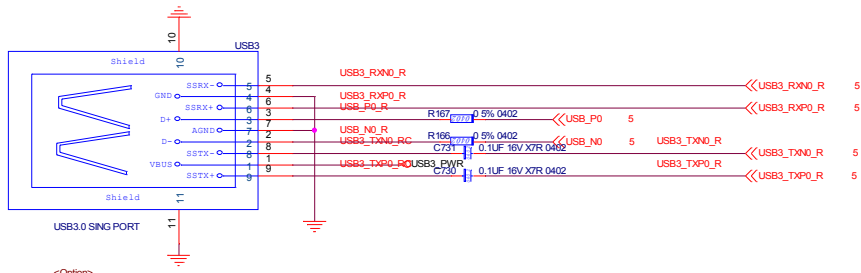 10
USB3
Shield
10
SSRX- 5 5 USB3_RXN0_R USB3_RXN0_R 5
GND 4 4
SSRX+ 6 6 USB3_RXP0_R USB3_RXP0_R 5
D+ 3 3 USB_P0_R R167 0 5% 0402 USB_P0 5
AGND 7 7
D- 2 2 USB_N0_R R166 0 5% 0402 USB_N0 5
SSTX- 8 8 USB3_TXN0_RC C731 0.1UF 16V X7R 0402 USB3_TXN0_R USB3_TXN0_R 5
VBUS 1 1 USB3_PWR
SSTX+ 9 9 USB3_TXP0_RC C730 0.1UF 16V X7R 0402 USB3_TXP0_R USB3_TXP0_R 5
Shield
11
11
USB3.0 SING PORT
<Option>